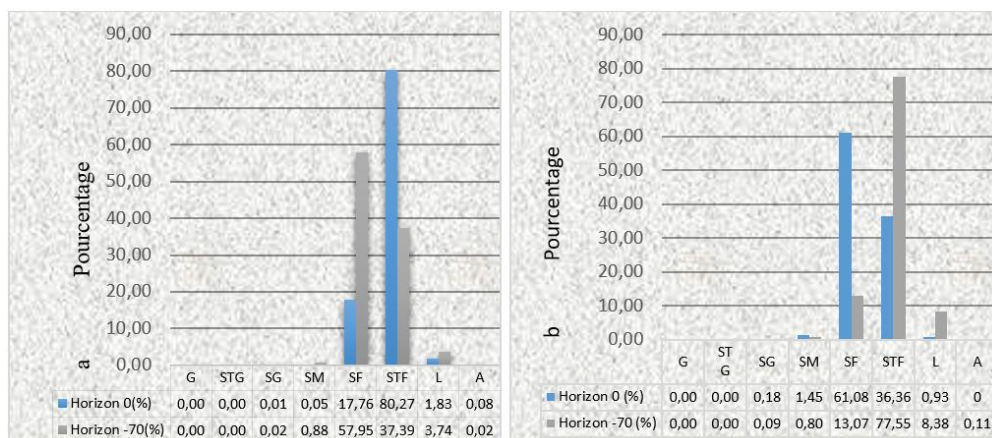 90,00
80,00
70,00
60,00
50,00
40,00
30,00
20,00
10,00
0,00
Pourcentage
a
G STG SG SM SF STF L A
Horizon 0(%) 0,00 0,00 0,01 0,05 17,76 80,27 1,83 0,08
Horizon -70(%) 0,00 0,00 0,02 0,88 57,95 37,39 3,74 0,02
90,00
80,00
70,00
60,00
50,00
40,00
30,00
20,00
10,00
0,00
Pourcentage
b
G ST SG SM SF STF L A
G
Horizon 0 (%) 0,00 0,00 0,18 1,45 61,08 36,36 0,93 0
Horizon -70 (%) 0,00 0,00 0,09 0,80 13,07 77,55 8,38 0,11